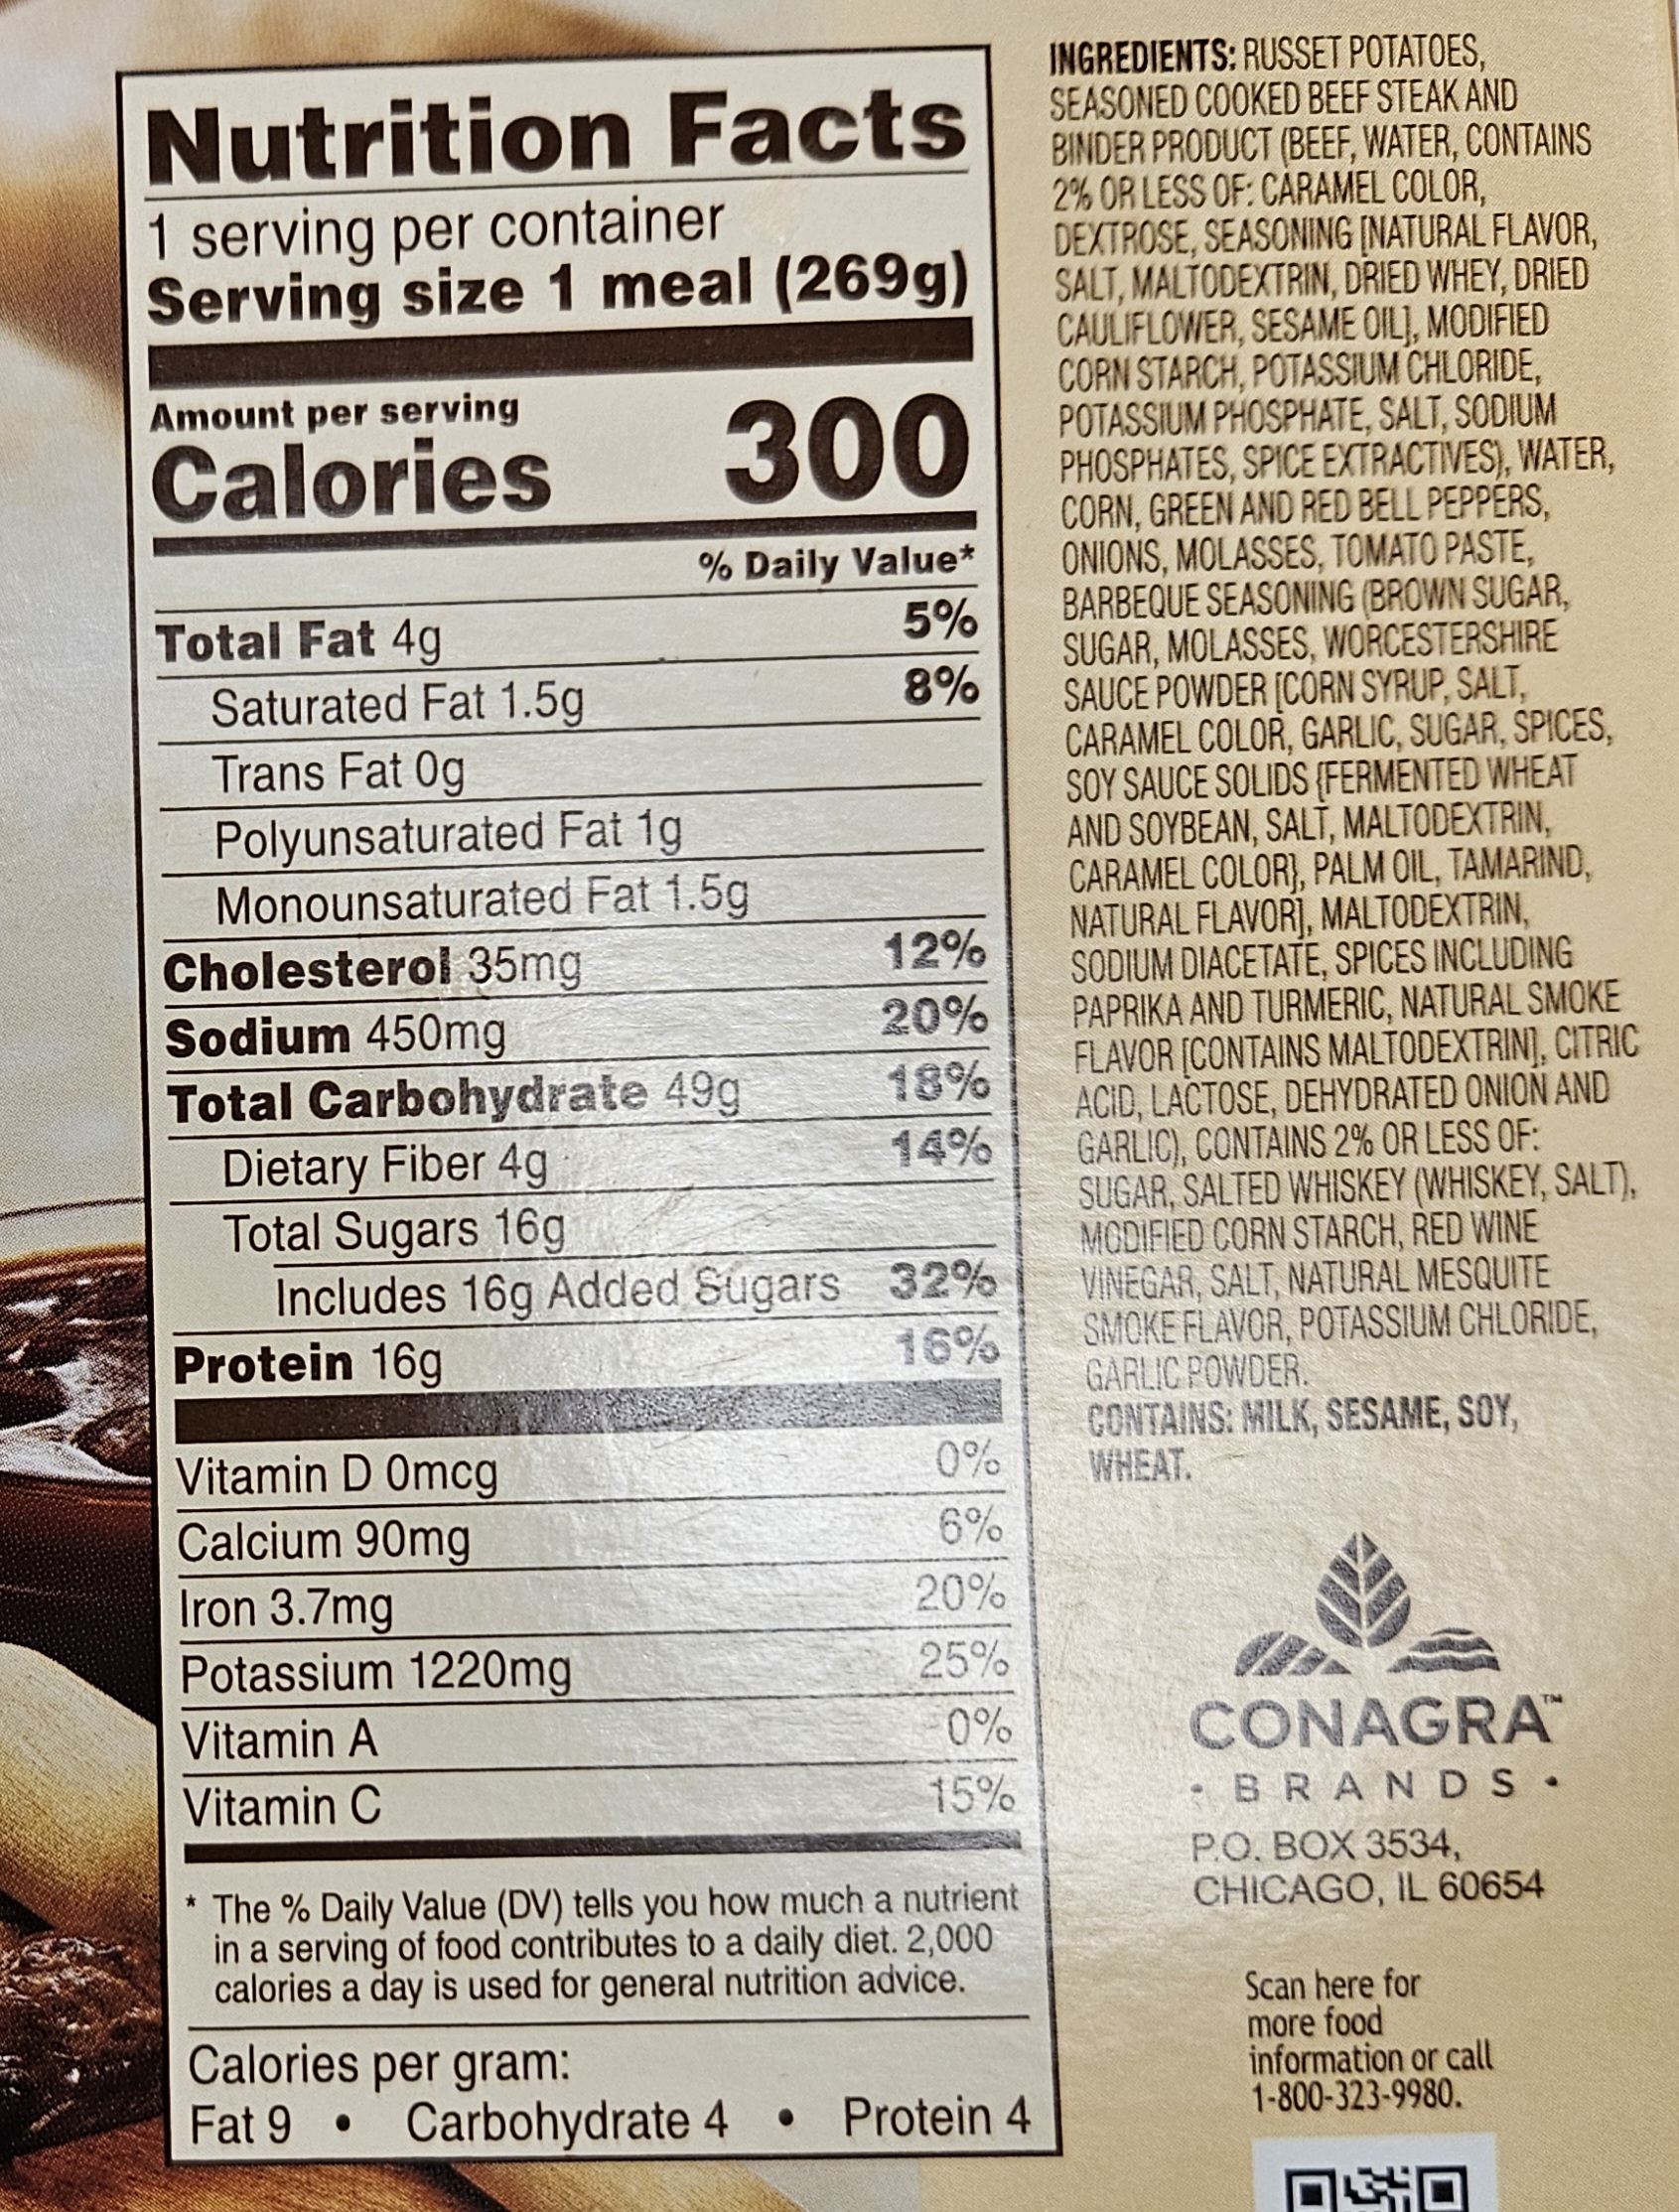 Nutrition Facts
1 serving per container
Serving size 1 meal (269g)
Amount per serving
Calories 300
% Daily Value*
Total Fat 4g 5%
Saturated Fat 1.5g 8%
Trans Fat 0g
Polyunsaturated Fat 1g
Monounsaturated Fat 1.5g
Cholesterol 35mg 12%
Sodium 450mg 20%
Total Carbohydrate 49g 18%
Dietary Fiber 4g 14%
Total Sugars 16g
Includes 16g Added Sugars 32%
Protein 16g 16%
Vitamin D 0mcg 0%
Calcium 90mg 6%
Iron 3.7mg 20%
Potassium 1220mg 25%
Vitamin A 0%
Vitamin C 15%
* The % Daily Value (DV) tells you how much a nutrient
in a serving of food contributes to a daily diet. 2,000
calories a day is used for general nutrition advice.
Calories per gram:
Fat 9 • Carbohydrate 4 • Protein 4
INGREDIENTS: RUSSET POTATOES,
SEASONED COOKED BEEF STEAK AND
BINDER PRODUCT (BEEF, WATER, CONTAINS
2% OR LESS OF: CARAMEL COLOR,
DEXTROSE, SEASONING [NATURAL FLAVOR,
SALT, MALTODEXTRIN, DRIED WHEY, DRIED
CAULIFLOWER, SESAME OIL], MODIFIED
CORN STARCH, POTASSIUM CHLORIDE,
POTASSIUM PHOSPHATE, SALT, SODIUM
PHOSPHATES, SPICE EXTRACTIVES), WATER,
CORN, GREEN AND RED BELL PEPPERS,
ONIONS, MOLASSES, TOMATO PASTE,
BARBEQUE SEASONING (BROWN SUGAR,
SUGAR, MOLASSES, WORCESTERSHIRE
SAUCE POWDER [CORN SYRUP, SALT,
CARAMEL COLOR, GARLIC, SUGAR, SPICES,
SOY SAUCE SOLIDS {FERMENTED WHEAT
AND SOYBEAN, SALT, MALTODEXTRIN,
CARAMEL COLOR}, PALM OIL, TAMARIND,
NATURAL FLAVOR], MALTODEXTRIN,
SODIUM DIACETATE, SPICES INCLUDING
PAPRIKA AND TURMERIC, NATURAL SMOKE
FLAVOR [CONTAINS MALTODEXTRIN], CITRIC
ACID, LACTOSE, DEHYDRATED ONION AND
GARLIC), CONTAINS 2% OR LESS OF:
SUGAR, SALTED WHISKEY (WHISKEY, SALT),
MODIFIED CORN STARCH, RED WINE
VINEGAR, SALT, NATURAL MESQUITE
SMOKE FLAVOR, POTASSIUM CHLORIDE,
GARLIC POWDER.
CONTAINS: MILK, SESAME, SOY,
WHEAT.
CONAGRA™
• BRANDS •
P.O. BOX 3534,
CHICAGO, IL 60654
Scan here for
more food
information or call
1-800-323-9980.